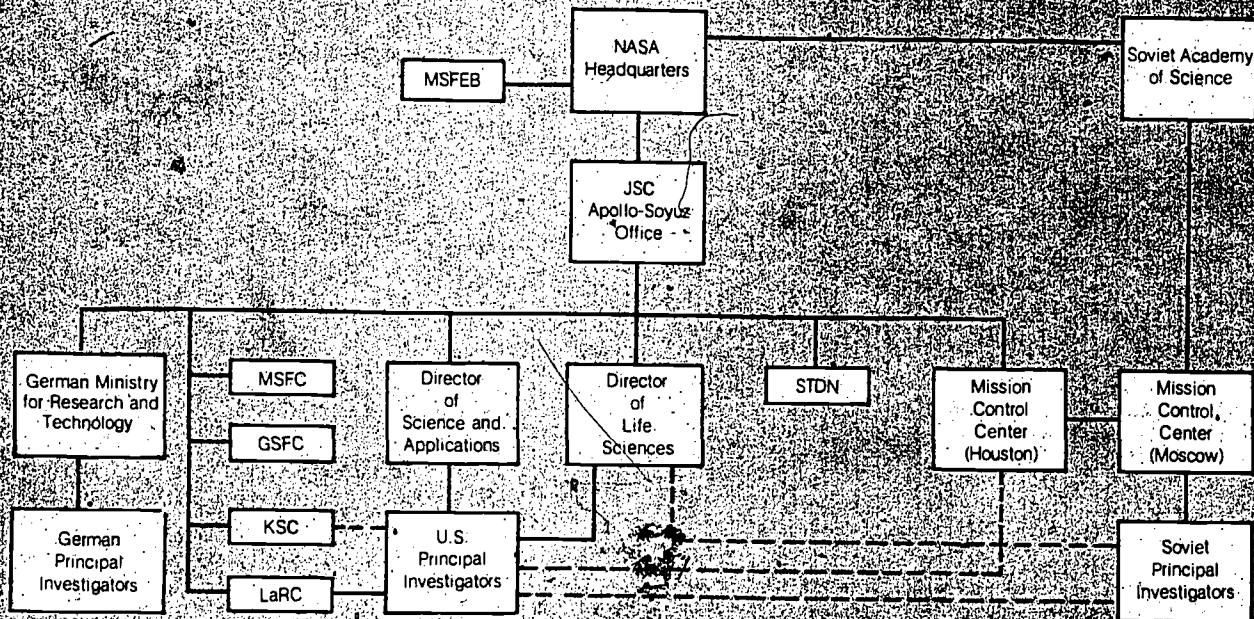 NASA
Headquarters
Soviet Academy
of Science
MSFEB
JSC
Apollo-Soyuz
Office
German Ministry
for Research and
Technology
MSFC
GSFC
KSC
LaRC
Director
of
Science and
Applications
Director
of
Life
Sciences
STDN
Mission
Control
Center
(Houston)
Mission
Control
Center
(Moscow)
German
Principal
Investigators
U.S.
Principal
Investigators
Soviet
Principal
Investigators